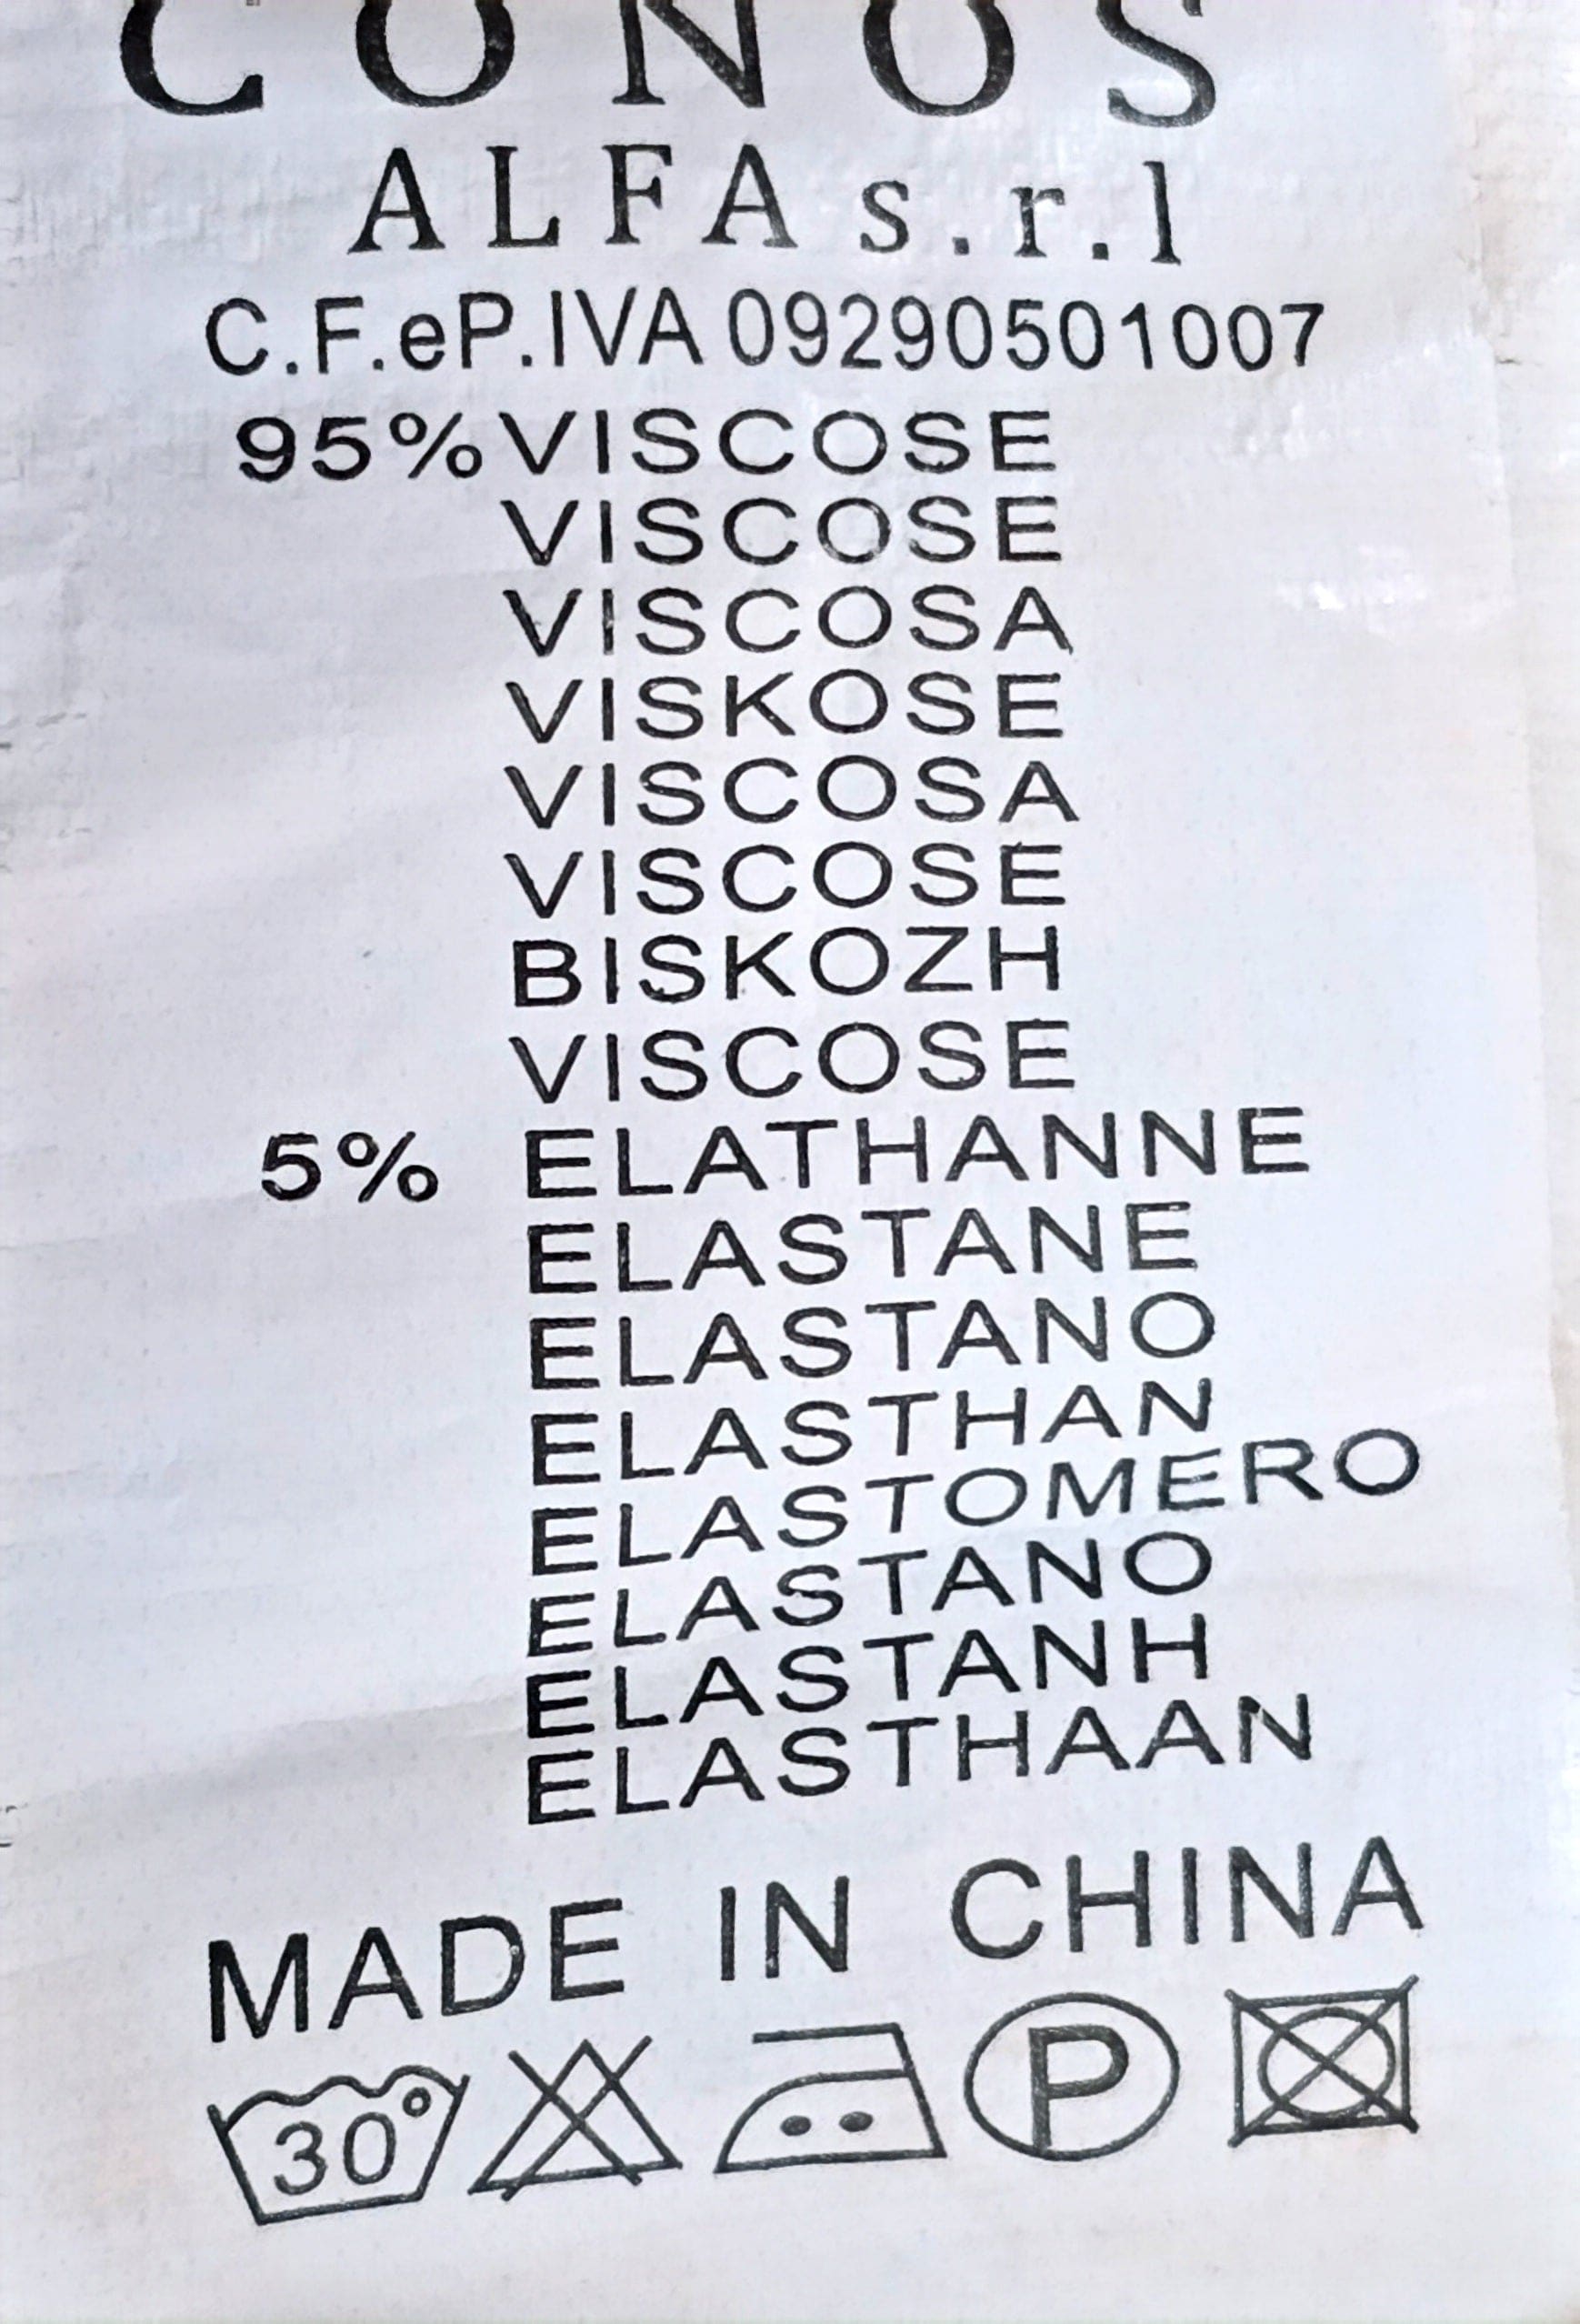 CONOS
ALFA s.r.l
C.F.eP.IVA 09290501007
95% VISCOSE
VISCOSE
VISCOSA
VISKOSE
VISCOSA
VISCOSE
BISKOZH
VISCOSE
5% ELATHANNE
ELASTANE
ELASTANO
ELASTHAN
ELASTOMERO
ELASTANO
ELASTANH
ELASTHAAN
MADE IN CHINA
30° P